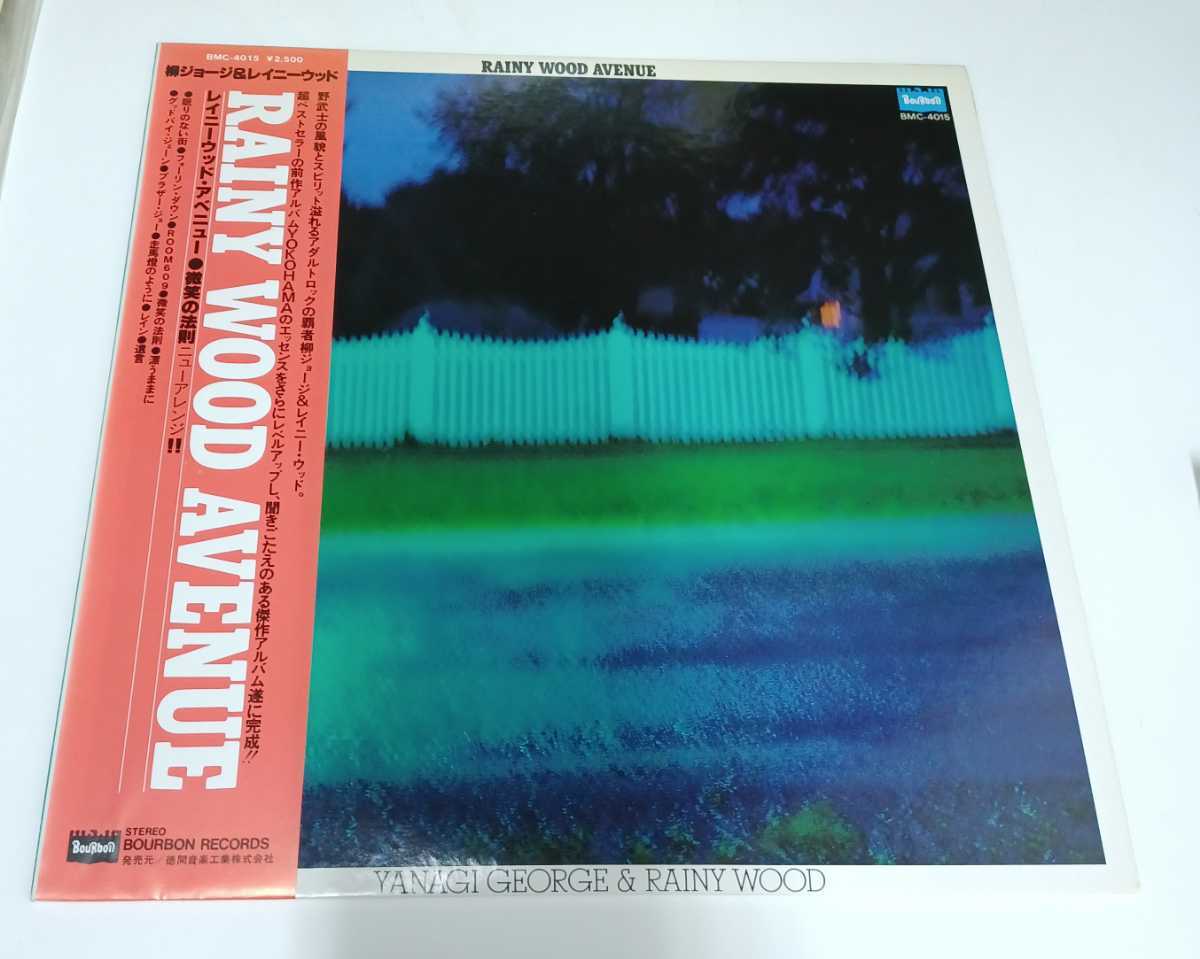 BMC-4015 ¥2,500
柳ジョージ&レイニーウッド
野武士の風貌とスピリット溢れるアダルトロックの覇者柳ジョージ&レイニー・ウッド。
超ベストセラーの前作アルバムYOKOHAMAのエッセンスをさらにレベルアップし、聞きごたえのある傑作アルバム遂に完成!!
RAINY WOOD AVENUE
レイニーウッド・アベニュー●微笑の法則ニューアレンジ!!
●眠りのない街●フォーリン・ダウン●ROOM609●微笑の法則●漂うままに
●グッドバイ・ジェーン●ブラザー・ジョー●走馬燈のように●レイン●遺言
BouRbon
STEREO
BOURBON RECORDS
発売元/徳間音楽工業株式会社
RAINY WOOD AVENUE
BouRboN
BMC-4015
YANAGI GEORGE & RAINY WOOD